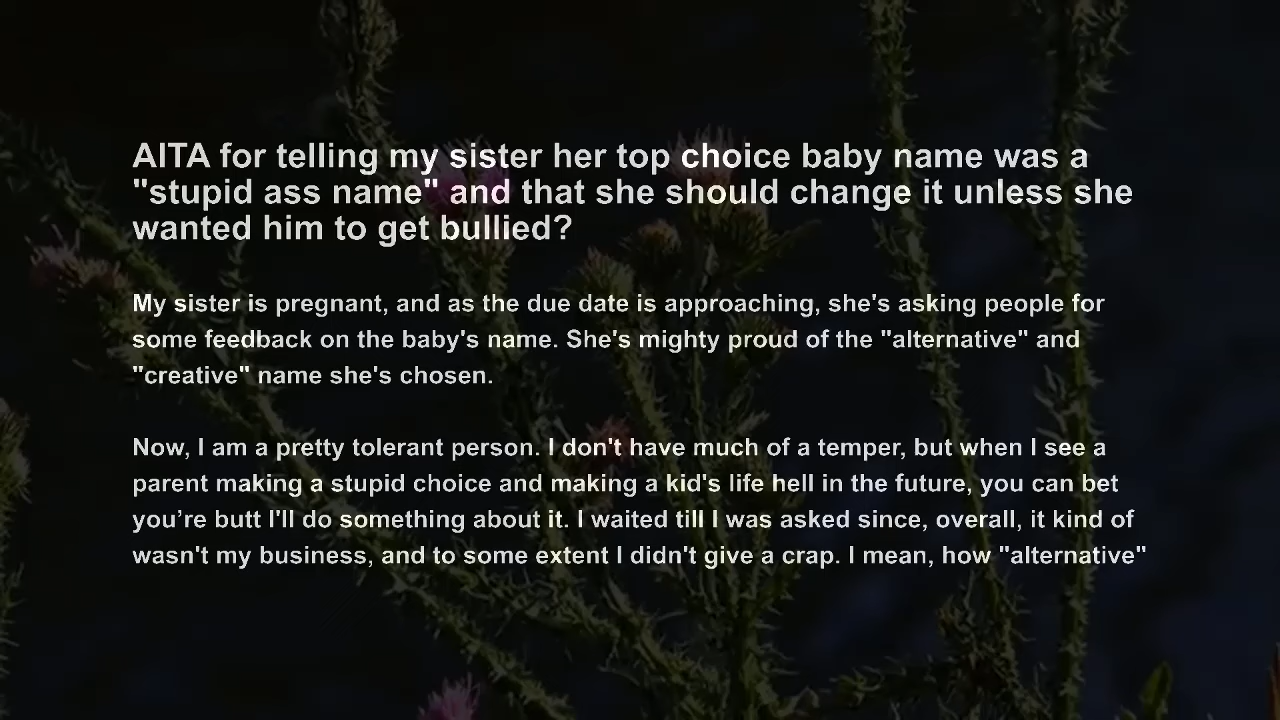 AITA for telling my sister her top choice baby name was a
"stupid ass name" and that she should change it unless she
wanted him to get bullied?
My sister is pregnant, and as the due date is approaching, she's asking people for
some feedback on the baby's name. She's mighty proud of the "alternative" and
"creative" name she's chosen.
Now, I am a pretty tolerant person. I don't have much of a temper, but when I see a
parent making a stupid choice and making a kid's life hell in the future, you can bet
you’re butt I'll do something about it. I waited till I was asked since, overall, it kind of
wasn't my business, and to some extent I didn't give a crap. I mean, how "alternative"